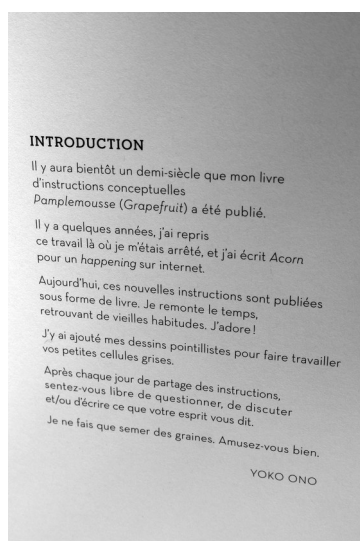 INTRODUCTION
Il y aura bientôt un demi-siècle que mon livre
d'instructions conceptuelles
Pamplemousse (Grapefruit) a été publié.
Il y a quelques années, j'ai repris
ce travail là où je m'étais arrêté, et j'ai écrit Acorn
pour un happening sur internet.
Aujourd'hui, ces nouvelles instructions sont publiées
sous forme de livre. Je remonte le temps,
retrouvant de vieilles habitudes. J'adore !
J'y ai ajouté mes dessins pointillistes pour faire travailler
vos petites cellules grises.
Après chaque jour de partage des instructions,
sentez-vous libre de questionner, de discuter
et/ou d'écrire ce que votre esprit vous dit.
Je ne fais que semer des graines. Amusez-vous bien.
YOKO ONO